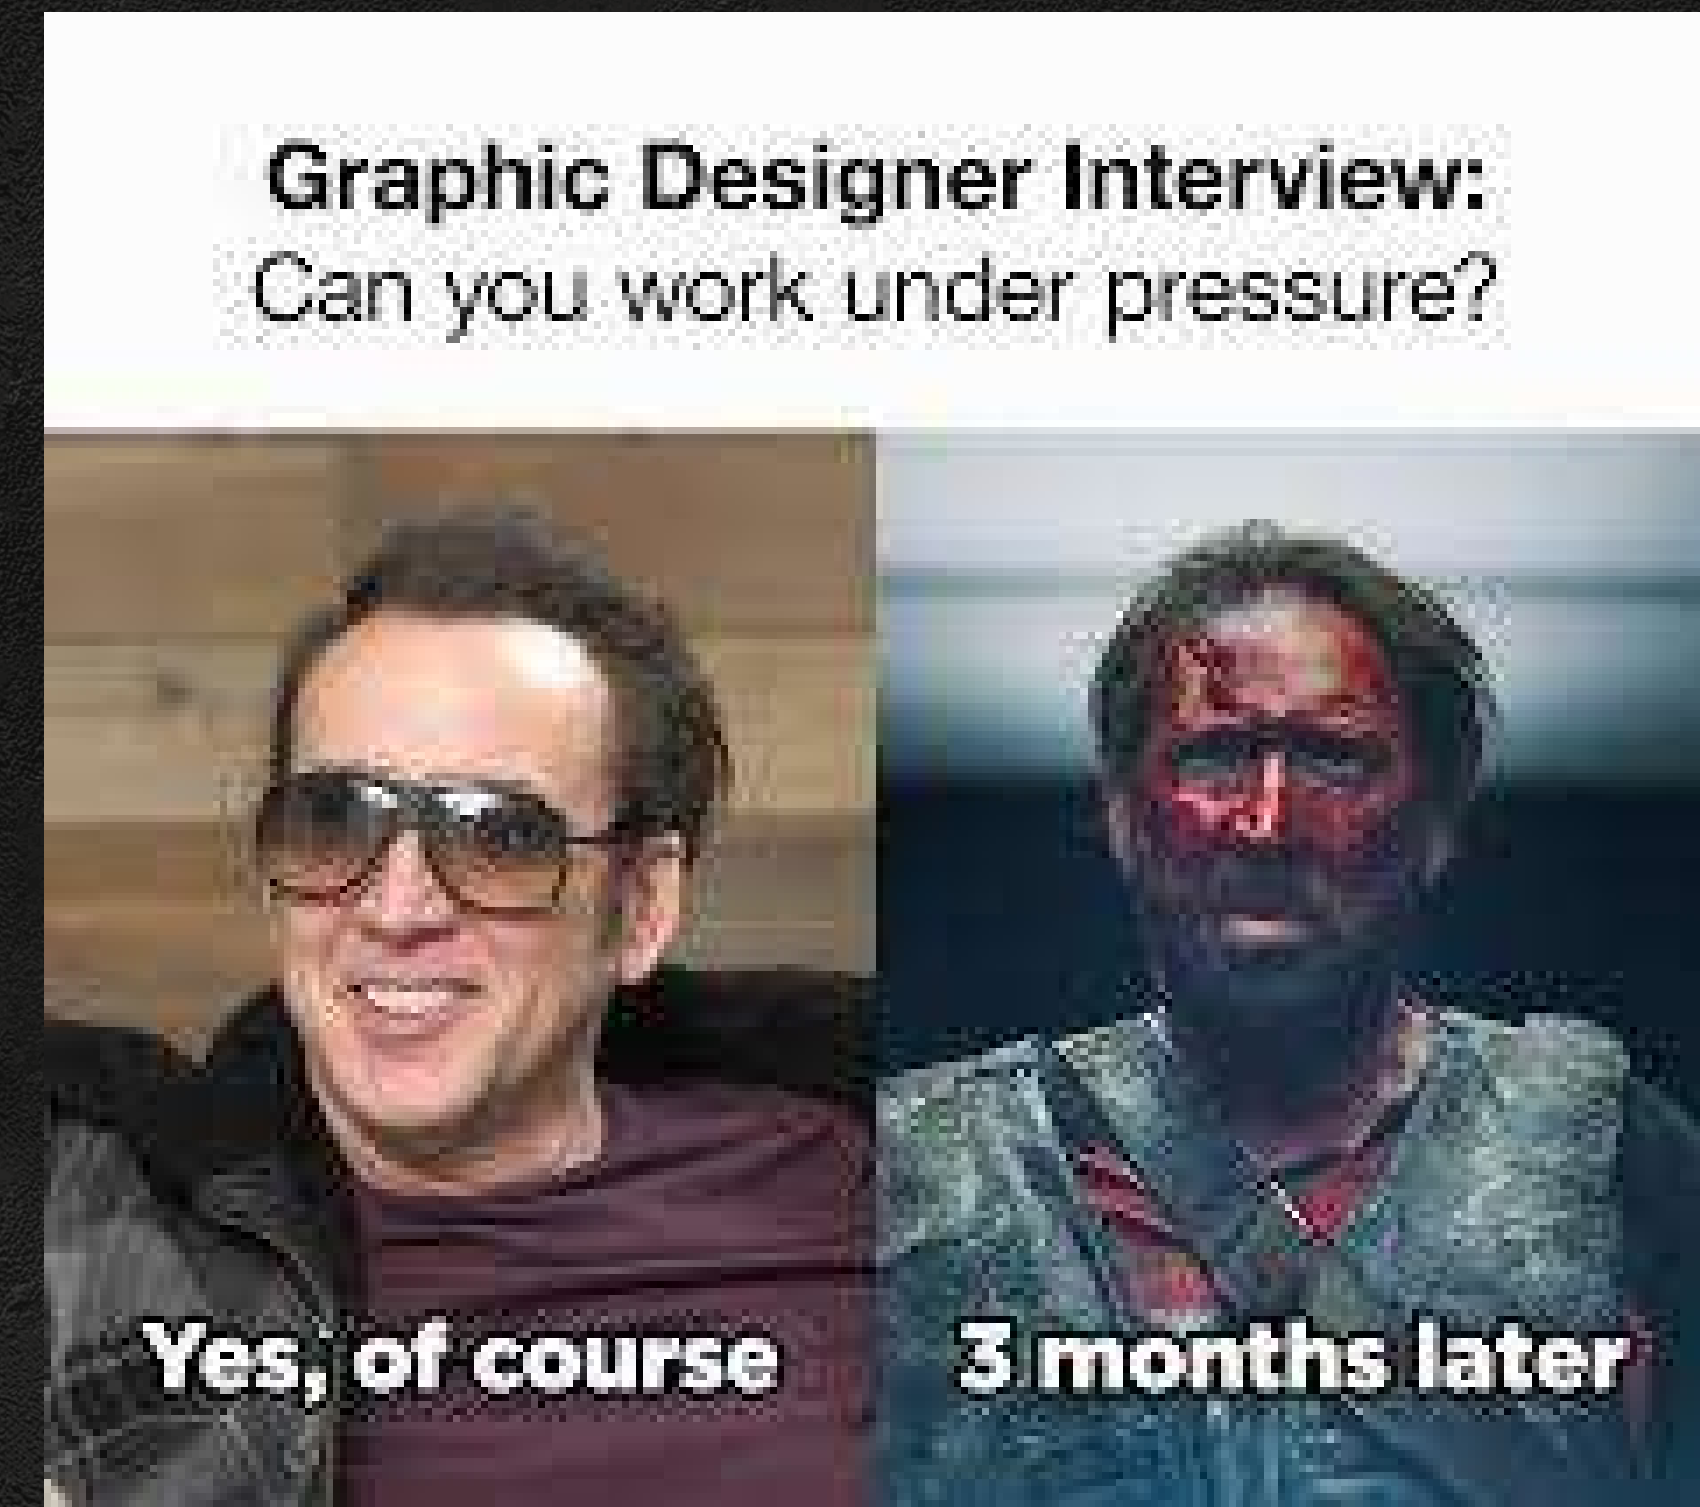 Graphic Designer Interview:
Can you work under pressure?
Yes, of course
3 months later